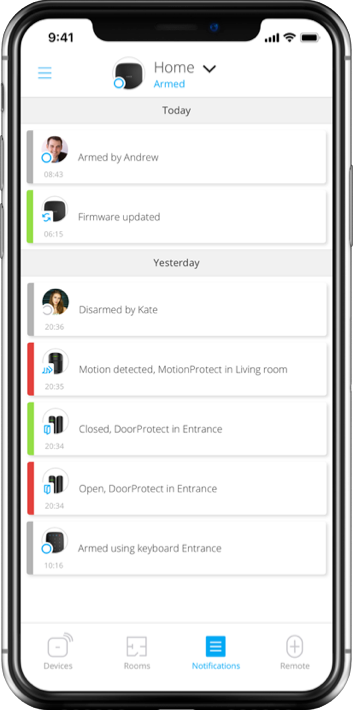 9:41
Home
Armed
Today
Armed by Andrew
08:43
Firmware updated
06:15
Yesterday
Disarmed by Kate
20:36
Motion detected, MotionProtect in Living room
20:35
Closed, DoorProtect in Entrance
20:34
Open, DoorProtect in Entrance
20:34
Armed using keyboard Entrance
10:16
Devices Rooms Notifications Remote